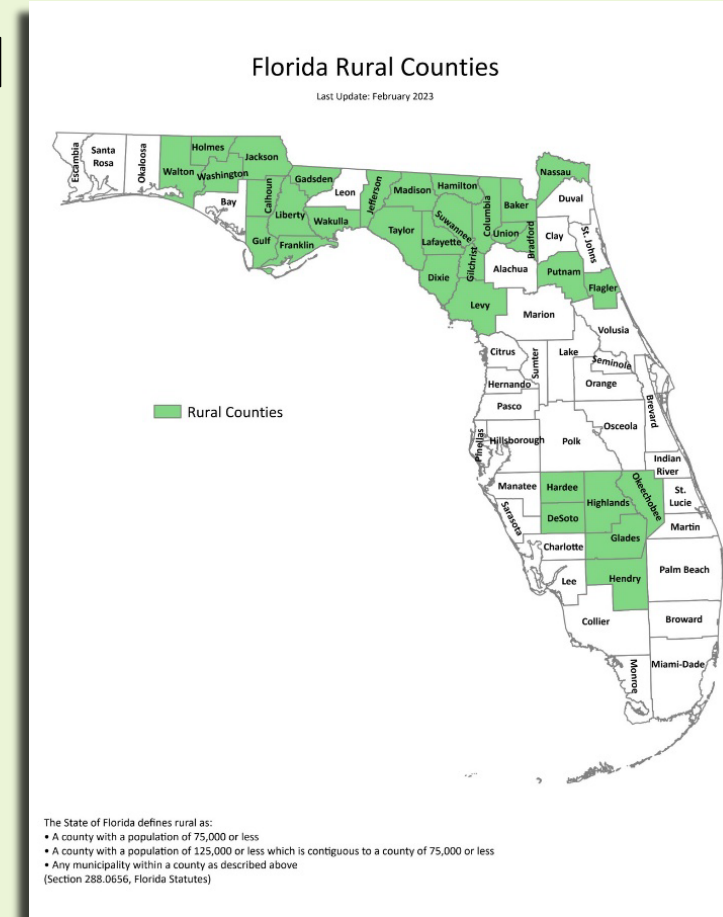 Florida Rural Counties
Last Update: February 2023
Escambia
Santa
Rosa
Okaloosa
Walton
Holmes
Washington
Jackson
Bay
Calhoun
Gulf
Liberty
Franklin
Gadsden
Leon
Wakulla
Jefferson
Madison
Taylor
Hamilton
Suwannee
Lafayette
Dixie
Gilchrist
Columbia
Baker
Union
Bradford
Nassau
Duval
Clay
St. Johns
Alachua
Putnam
Flagler
Levy
Marion
Volusia
Citrus
Sumter
Lake
Seminole
Hernando
Orange
Pasco
Brevard
Osceola
Pinellas
Hillsborough
Polk
Indian
River
Manatee
Hardee
Highlands
Okeechobee
St.
Lucie
Sarasota
DeSoto
Martin
Glades
Charlotte
Lee
Hendry
Palm Beach
Collier
Broward
Monroe
Miami-Dade
Rural Counties
The State of Florida defines rural as:
• A county with a population of 75,000 or less
• A county with a population of 125,000 or less which is contiguous to a county of 75,000 or less
• Any municipality within a county as described above
(Section 288.0656, Florida Statutes)